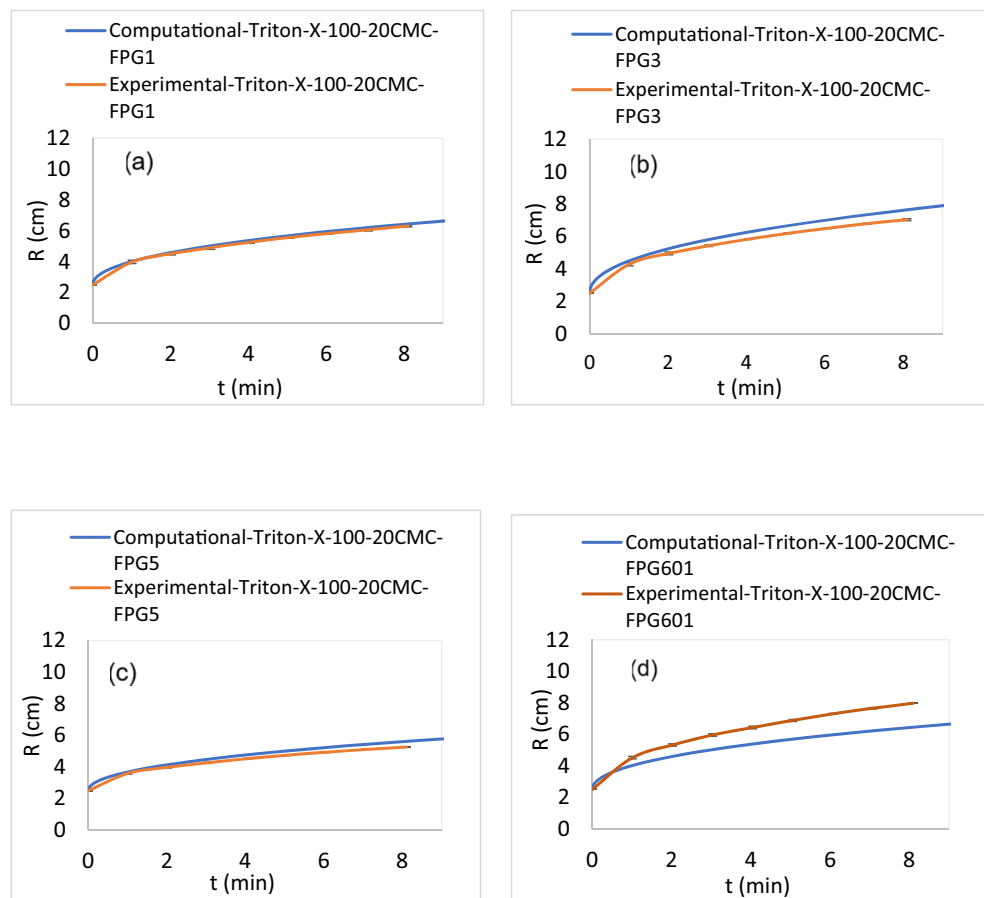 Computational-Triton-X-100-20CMC-
FPG1
Experimental-Triton-X-100-20CMC-
FPG1
12
10
8
6
4
2
0
R (cm)
(a)
0 2 4 6 8
t (min)
Computational-Triton-X-100-20CMC-
FPG3
Experimental-Triton-X-100-20CMC-
FPG3
12
10
8
6
4
2
0
R (cm)
(b)
0 2 4 6 8
t (min)
Computational-Triton-X-100-20CMC-
FPG5
Experimental-Triton-X-100-20CMC-
FPG5
12
10
8
6
4
2
0
R (cm)
(c)
0 2 4 6 8
t (min)
Computational-Triton-X-100-20CMC-
FPG601
Experimental-Triton-X-100-20CMC-
FPG601
12
10
8
6
4
2
0
R (cm)
(d)
0 2 4 6 8
t (min)